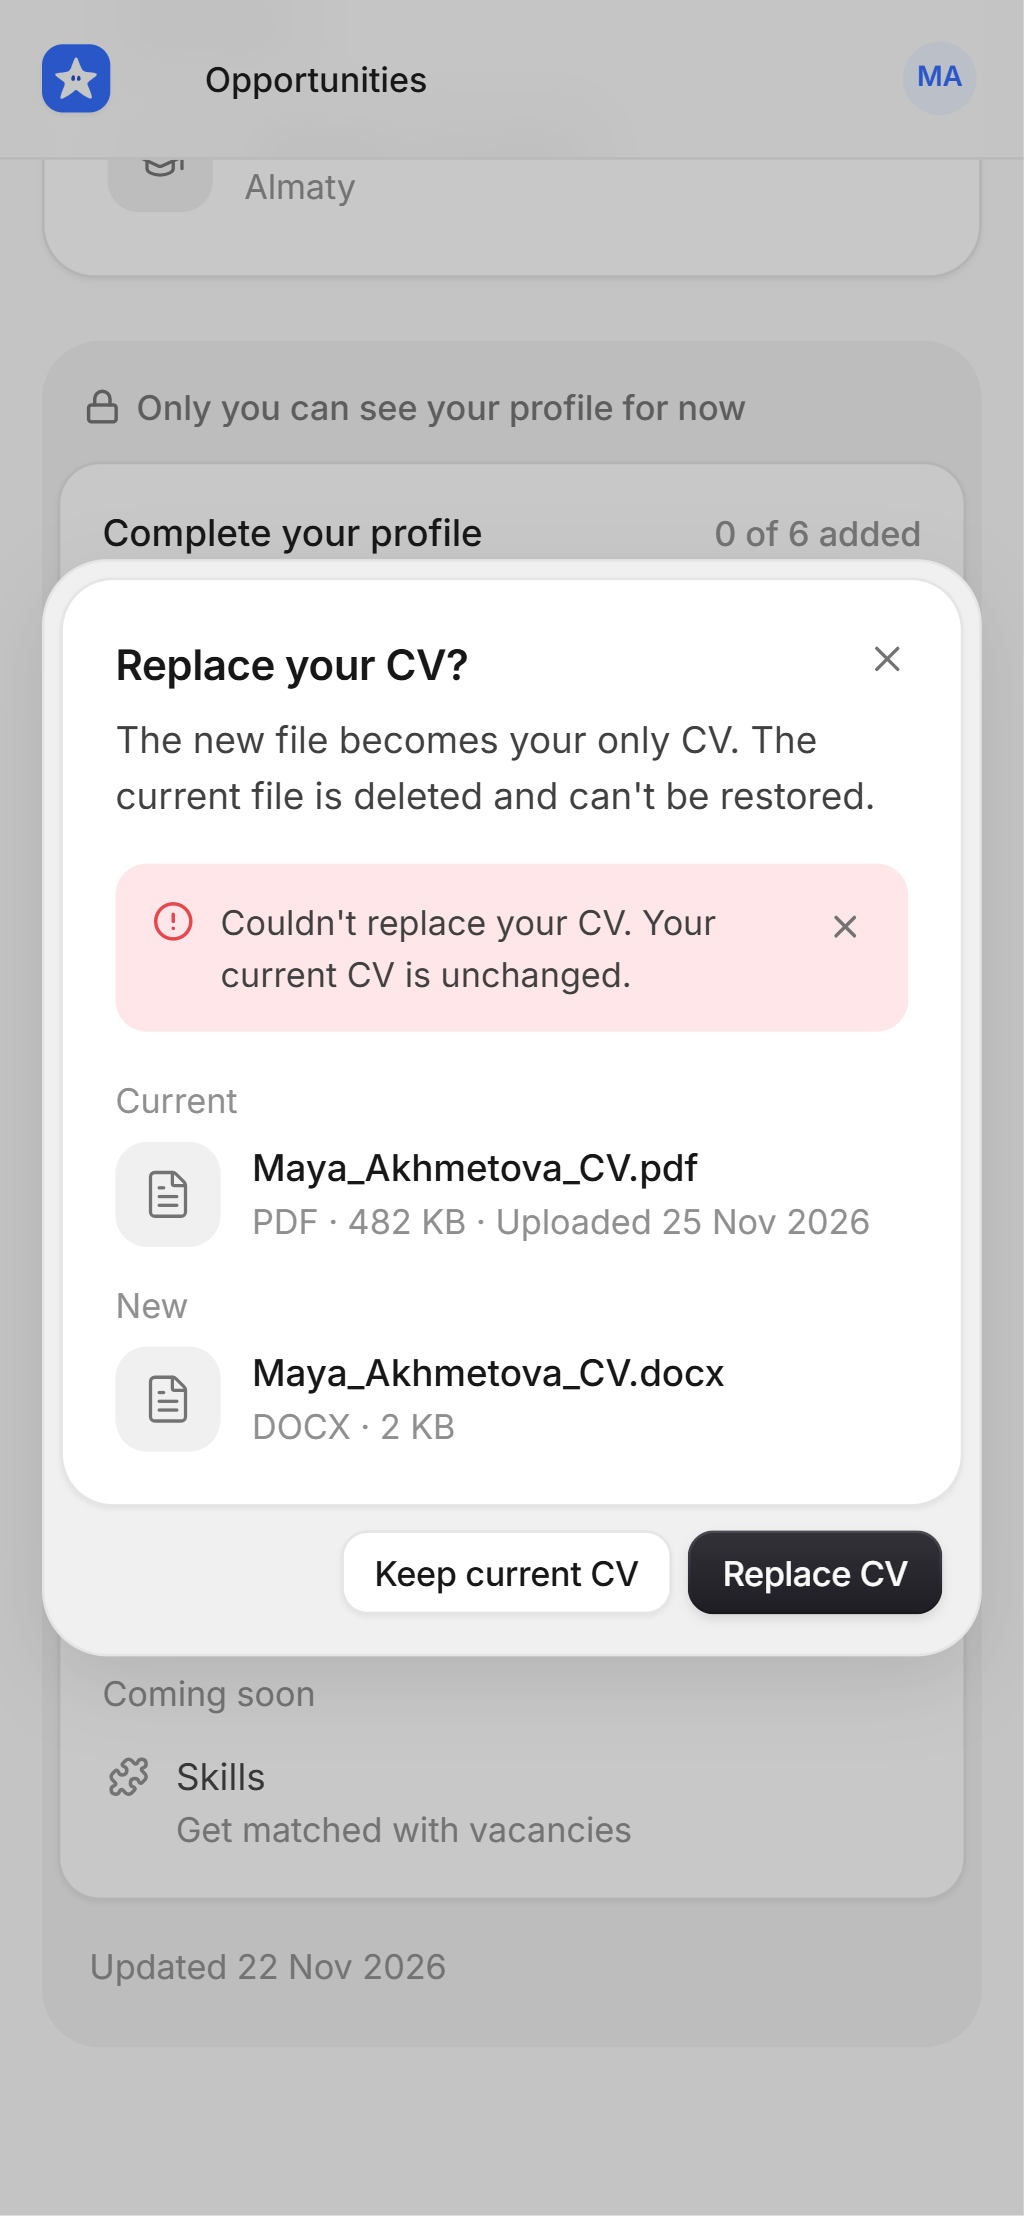 Opportunities
MA
Almaty
Only you can see your profile for now
Complete your profile
0 of 6 added
Replace your CV?
The new file becomes your only CV. The
current file is deleted and can't be restored.
Couldn't replace your CV. Your
current CV is unchanged.
Current
Maya_Akhmetova_CV.pdf
PDF · 482 KB · Uploaded 25 Nov 2026
New
Maya_Akhmetova_CV.docx
DOCX · 2 KB
Keep current CV
Replace CV
Coming soon
Skills
Get matched with vacancies
Updated 22 Nov 2026